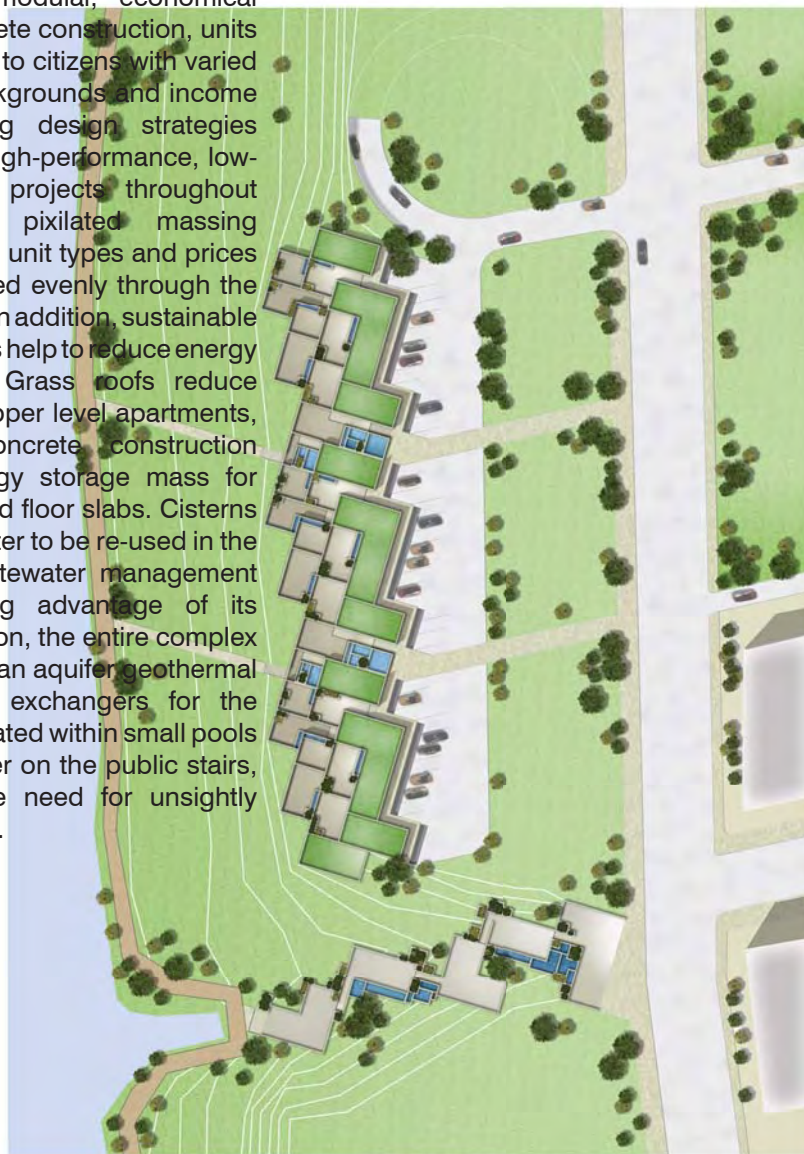 modular, economical
ete construction, units
to citizens with varied
kgrounds and income
g design strategies
gh-performance, low-
projects throughout
pixilated massing
unit types and prices
ed evenly through the
n addition, sustainable
s help to reduce energy
Grass roofs reduce
pper level apartments,
oncrete construction
gy storage mass for
d floor slabs. Cisterns
ter to be re-used in the
stewater management
g advantage of its
on, the entire complex
an aquifer geothermal
exchangers for the
ated within small pools
er on the public stairs,
e need for unsightly
.